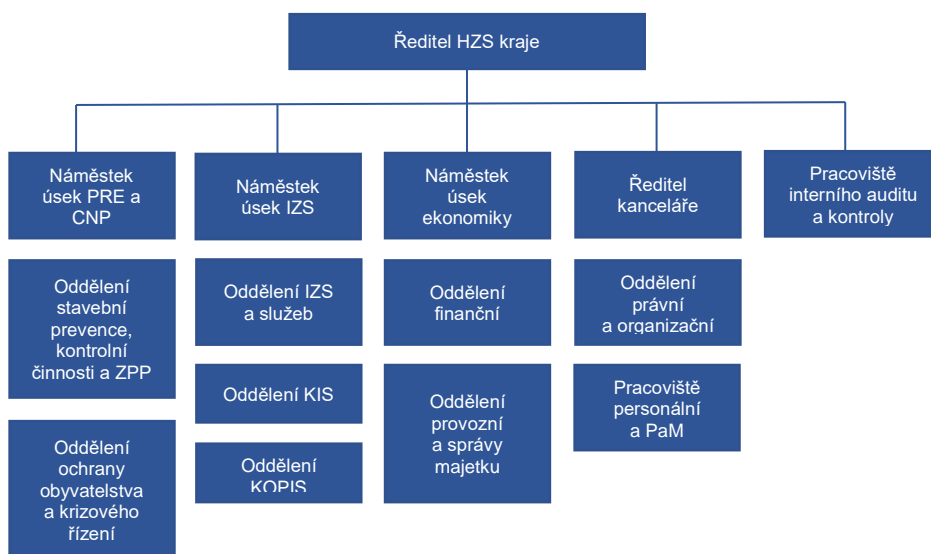 Ředitel HZS kraje
Náměstek
úsek PRE a
CNP
Náměstek
úsek IZS
Náměstek
úsek
ekonomiky
Ředitel
kanceláře
Pracoviště
interního auditu
a kontroly
Oddělení
stavební
prevence,
kontrolní
činnosti a ZPP
Oddělení IZS
a služeb
Oddělení
finanční
Oddělení
právní
a organizační
Oddělení KIS
Oddělení
provozní
a správy
majetku
Pracoviště
personální
a PaM
Oddělení
ochrany
obyvatelstva
a krizového
řízení
Oddělení
KOPIS